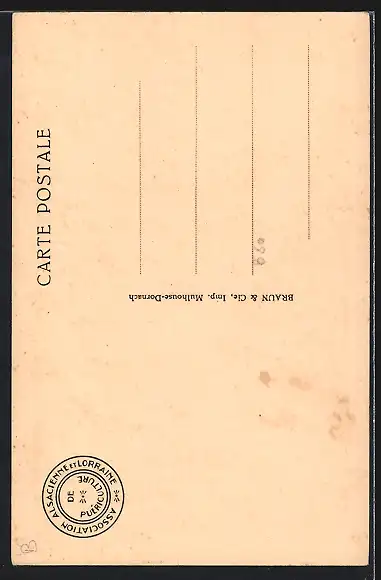 CARTE POSTALE
BRAUN & Cie, Imp. Mulhouse-Dornach
ASSOCIATION ALSACIENNE ET LORRAINE
DE
PUÉRICULTURE